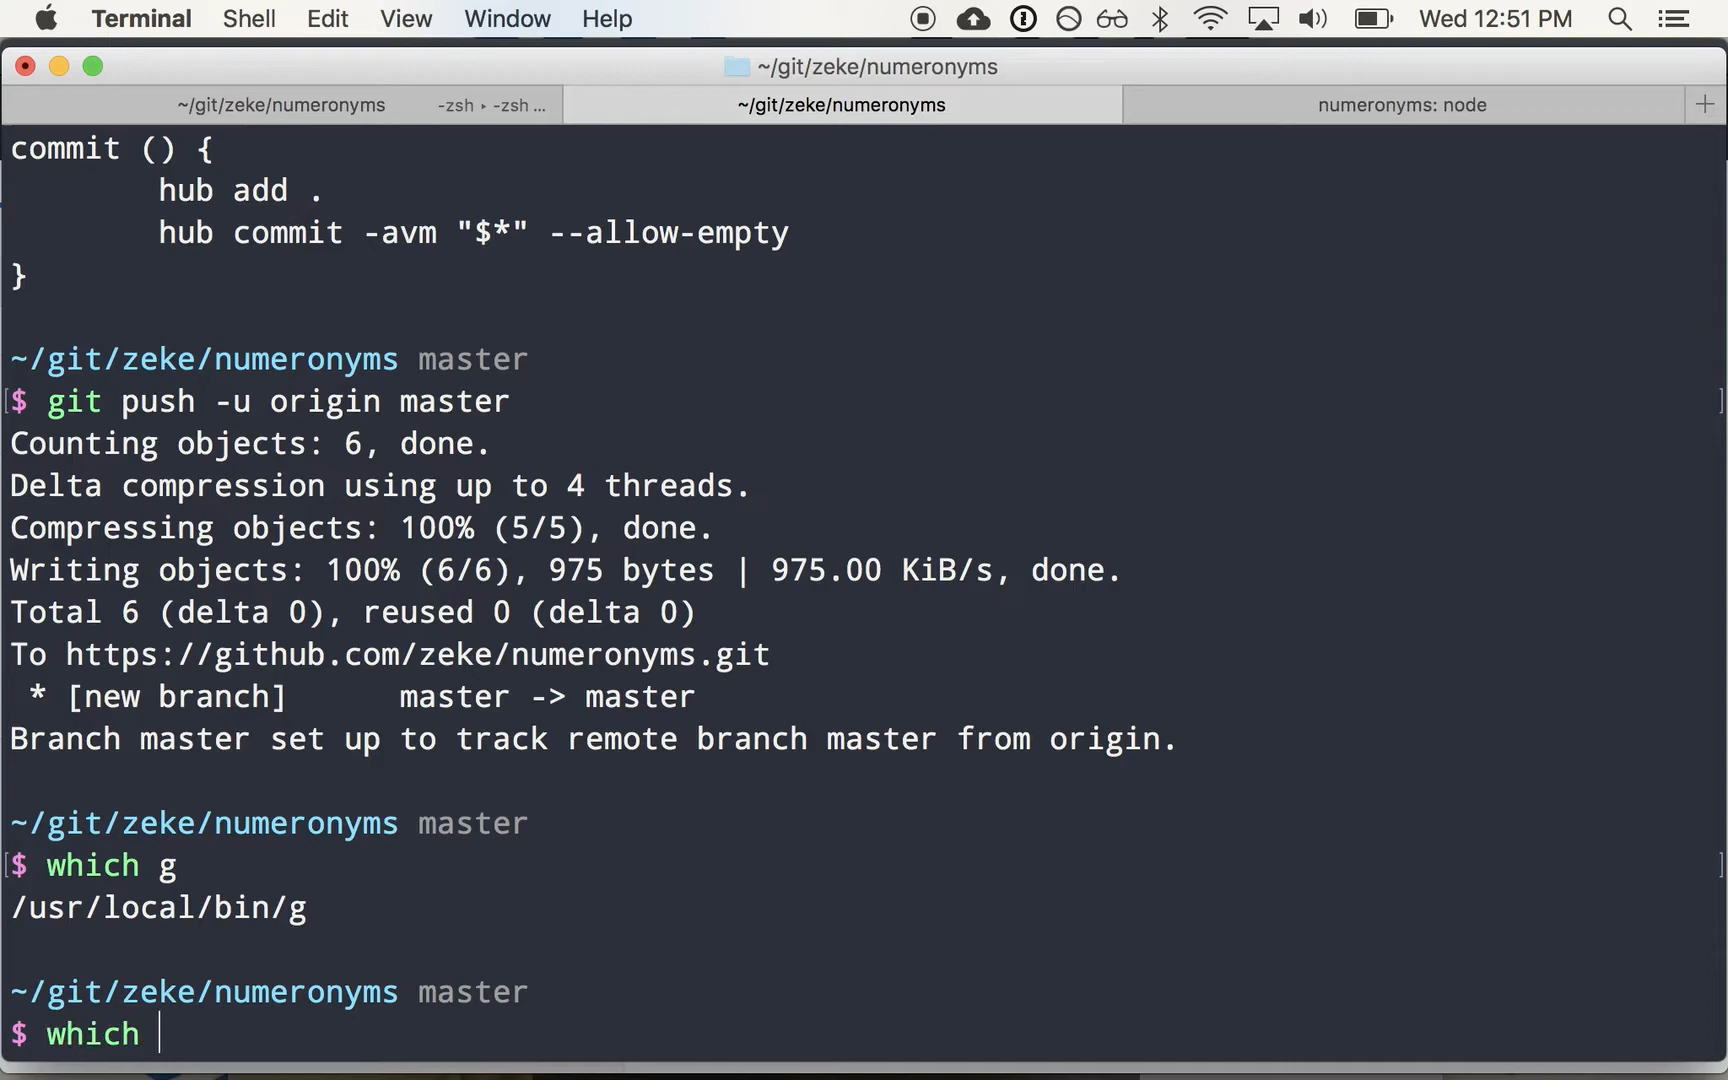 Terminal Shell Edit View Window Help Wed 12:51 PM
~/git/zeke/numeronyms
~/git/zeke/numeronyms -zsh ▸ -zsh ... ~/git/zeke/numeronyms numeronyms: node +
commit () {
hub add .
hub commit -avm "$*" --allow-empty
}
~/git/zeke/numeronyms master
[$ git push -u origin master ]
Counting objects: 6, done.
Delta compression using up to 4 threads.
Compressing objects: 100% (5/5), done.
Writing objects: 100% (6/6), 975 bytes | 975.00 KiB/s, done.
Total 6 (delta 0), reused 0 (delta 0)
To https://github.com/zeke/numeronyms.git
* [new branch] master -> master
Branch master set up to track remote branch master from origin.
~/git/zeke/numeronyms master
[$ which g ]
/usr/local/bin/g
~/git/zeke/numeronyms master
$ which